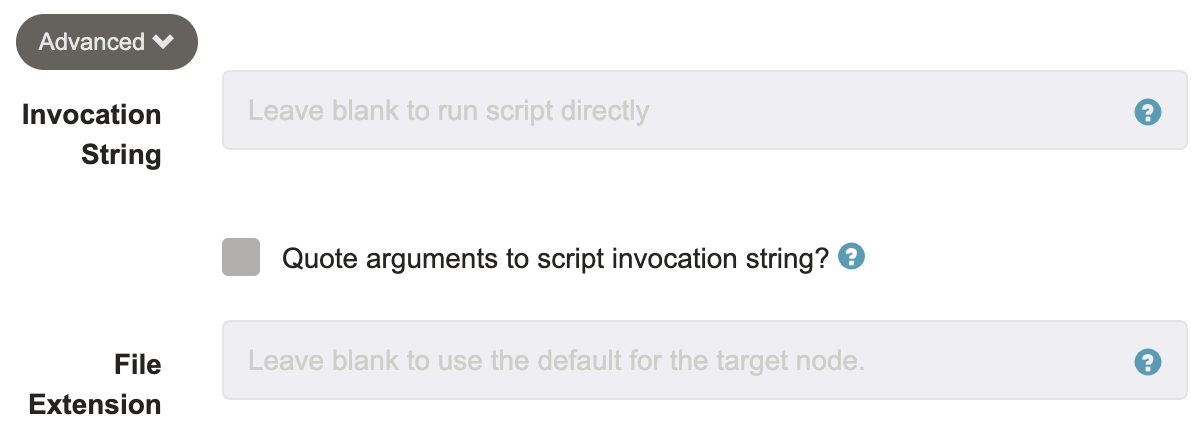 Advanced
Invocation
String
Leave blank to run script directly
?
Quote arguments to script invocation string? ?
File
Extension
Leave blank to use the default for the target node.
?